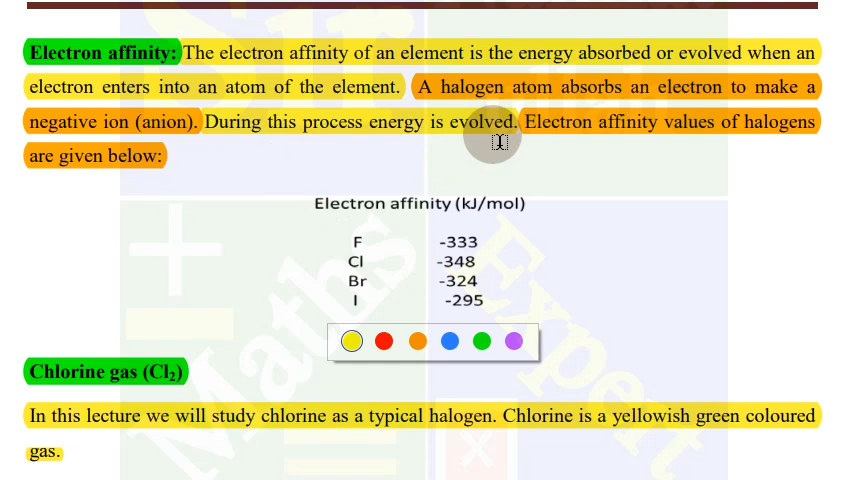 Electron affinity: The electron affinity of an element is the energy absorbed or evolved when an
electron enters into an atom of the element. A halogen atom absorbs an electron to make a
negative ion (anion). During this process energy is evolved. Electron affinity values of halogens
are given below:
Electron affinity (kJ/mol)
F -333
Cl -348
Br -324
I -295
Chlorine gas (Cl₂)
In this lecture we will study chlorine as a typical halogen. Chlorine is a yellowish green coloured
gas.
Sir
Maths
Expert